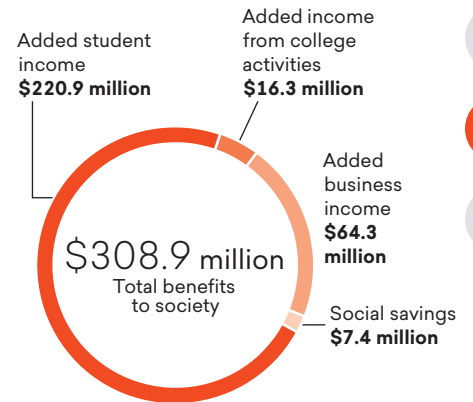 Added student
income
$220.9 million
Added income
from college
activities
$16.3 million
Added
business
income
$64.3
million
$308.9 million
Total benefits
to society
Social savings
$7.4 million